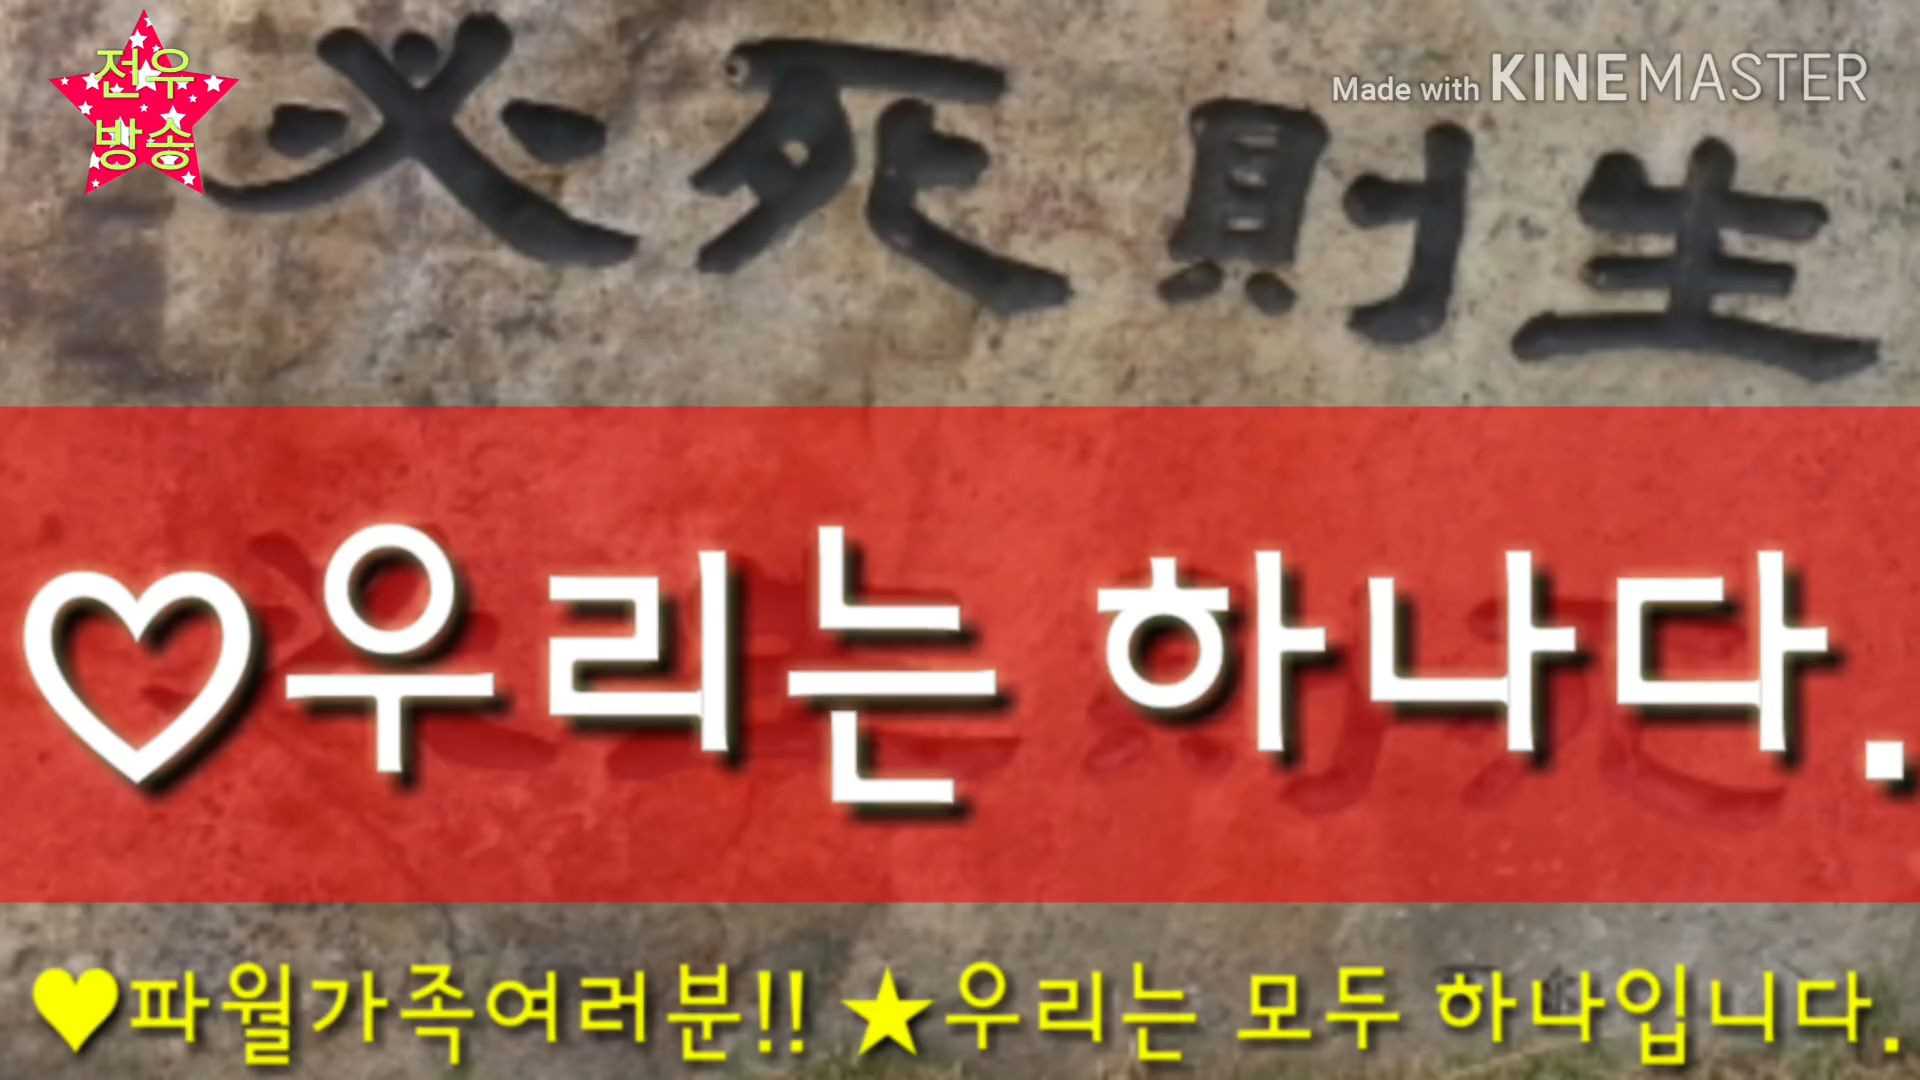 전우
방송
Made with KINEMASTER
必死則生
♡우리는 하나다.
♥파월가족여러분!! ★우리는 모두 하나입니다.